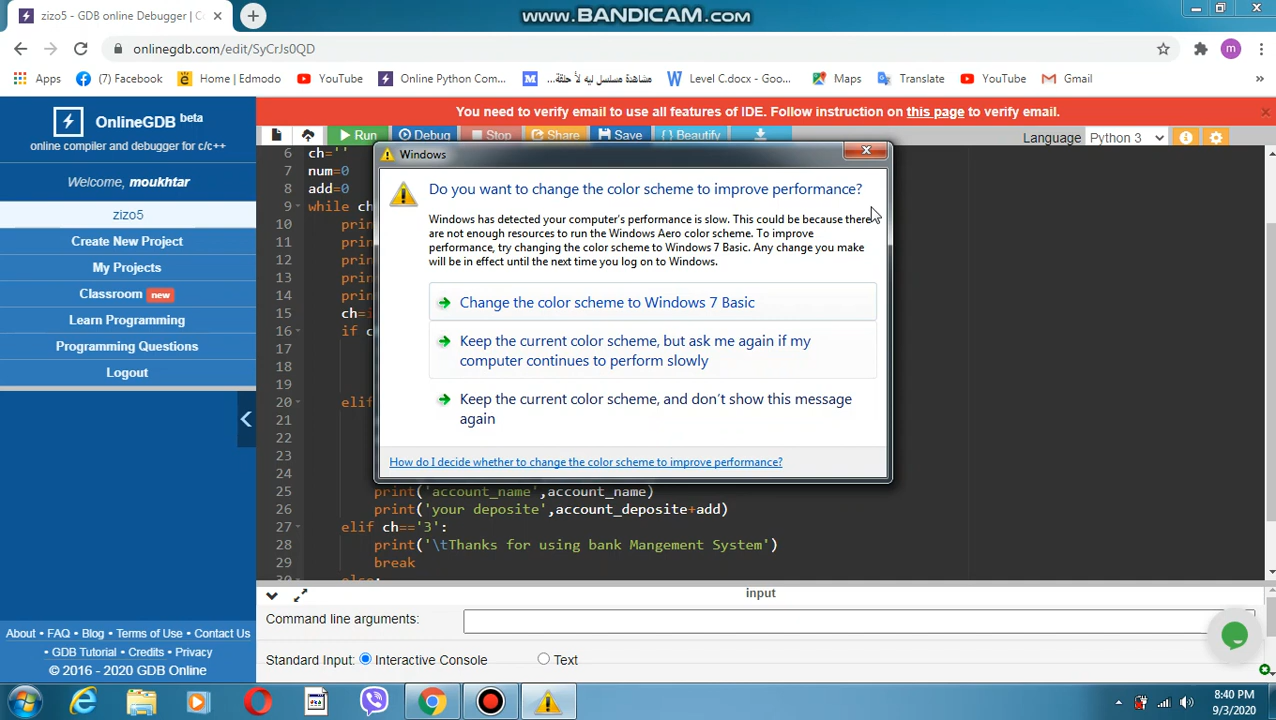 zizo5 - GDB online Debugger | C
www.BANDICAM.com
onlinegdb.com/edit/SyCrJs0QD
m
Apps
(7) Facebook
Home | Edmodo
YouTube
Online Python Com...
مشاهدة مسلسل ليه لأ حلقة...
Level C.docx - Goo...
Maps
Translate
YouTube
Gmail
»
OnlineGDB beta
online compiler and debugger for c/c++
Welcome, moukhtar
zizo5
Create New Project
My Projects
Classroom new
Learn Programming
Programming Questions
Logout
About • FAQ • Blog • Terms of Use • Contact Us
• GDB Tutorial • Credits • Privacy
© 2016 - 2020 GDB Online
You need to verify email to use all features of IDE. Follow instruction on this page to verify email.
Run
Debug
Stop
Share
Save
{ } Beautify
Language Python 3
6 ch=''
7 num=0
8 add=0
9 while ch
10 prin
11 prin
12 prin
13 prin
14 prin
15 ch=i
16 if c
17
18
19
20 elif
21
22
23
24
25 print('account_name',account_name)
26 print('your deposite',account_deposite+add)
27 elif ch=='3':
28 print('\tThanks for using bank Mangement System')
29 break
30 else:
Windows
Do you want to change the color scheme to improve performance?
Windows has detected your computer's performance is slow. This could be because there
are not enough resources to run the Windows Aero color scheme. To improve
performance, try changing the color scheme to Windows 7 Basic. Any change you make
will be in effect until the next time you log on to Windows.
Change the color scheme to Windows 7 Basic
Keep the current color scheme, but ask me again if my
computer continues to perform slowly
Keep the current color scheme, and don't show this message
again
How do I decide whether to change the color scheme to improve performance?
input
Command line arguments:
Standard Input: Interactive Console Text
8:40 PM
9/3/2020